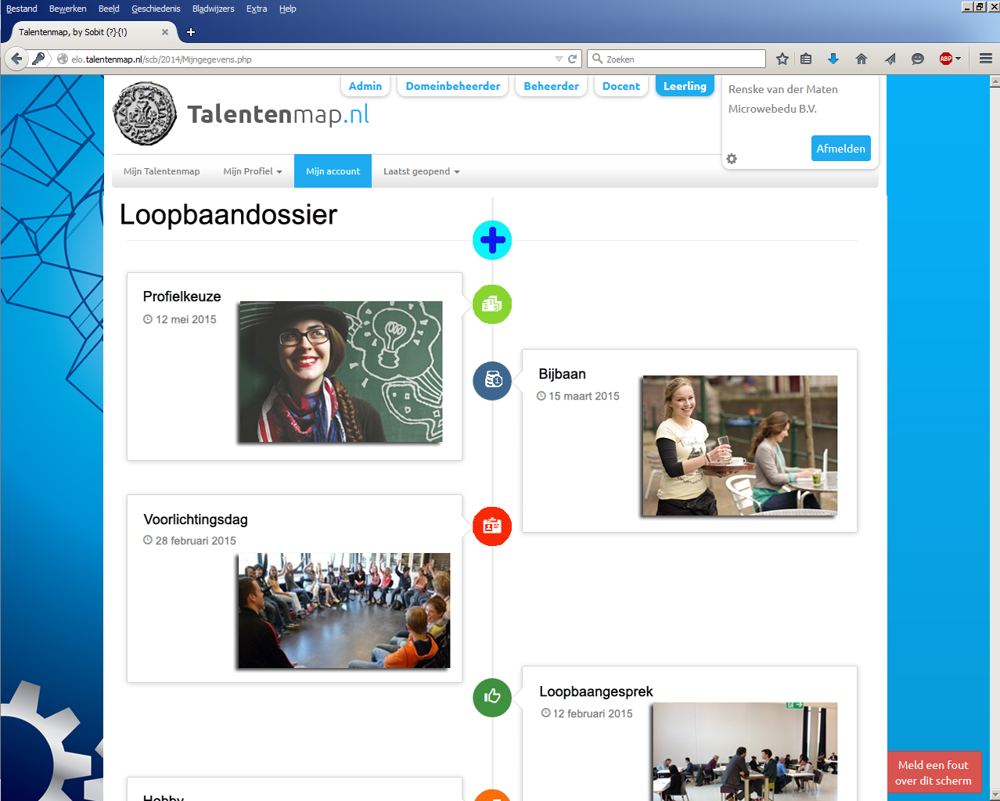 Bestand Bewerken Beeld Geschiedenis Bladwijzers Extra Help
Talentenmap, by Sobit (?}{!)
elo.talentenmap.nl/scb/2014/Mijngegevens.php
Zoeken
ABP
Admin Domeinbeheerder Beheerder Docent Leerling
Renske van der Maten
Microwebedu B.V.
Afmelden
Talentenmap.nl
Mijn Talentenmap Mijn Profiel Mijn account Laatst geopend
Loopbaandossier
Profielkeuze
12 mei 2015
Bijbaan
15 maart 2015
Voorlichtingsdag
28 februari 2015
Loopbaangesprek
12 februari 2015
Hobby
Meld een fout
over dit scherm